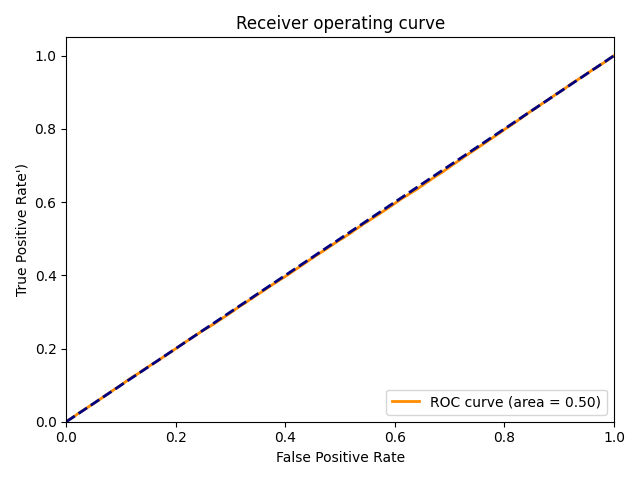 Receiver operating curve
True Positive Rate')
1.0
0.8
0.6
0.4
0.2
0.0
0.0 0.2 0.4 0.6 0.8 1.0
False Positive Rate
ROC curve (area = 0.50)